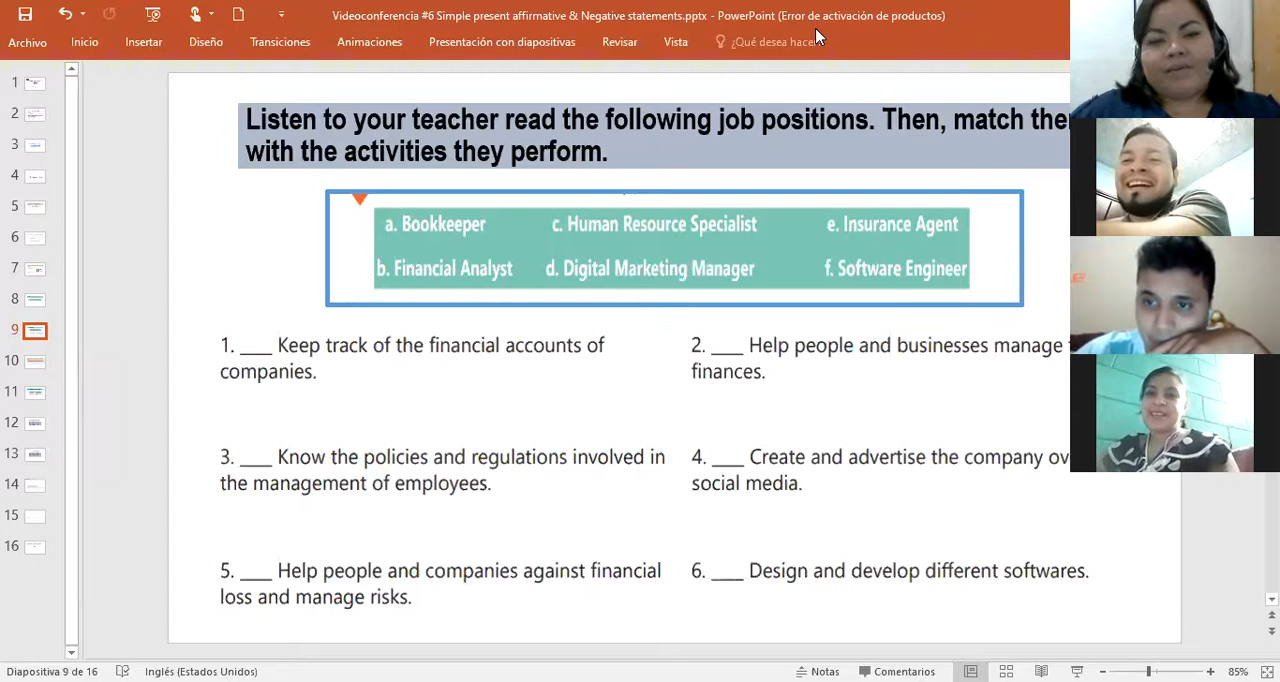 Videoconferencia #6 Simple present affirmative & Negative statements.pptx - PowerPoint (Error de activación de productos)
Archivo Inicio Insertar Diseño Transiciones Animaciones Presentación con diapositivas Revisar Vista ¿Qué desea hace
1
2
3
4
5
6
7
8
9
10
11
12
13
14
15
16
Listen to your teacher read the following job positions. Then, match
with the activities they perform.
a. Bookkeeper c. Human Resource Specialist e. Insurance Agent
b. Financial Analyst d. Digital Marketing Manager f. Software Engineer
1. ___ Keep track of the financial accounts of
companies.
2. ___ Help people and businesses manage
finances.
3. ___ Know the policies and regulations involved in
the management of employees.
4. ___ Create and advertise the company
social media.
5. ___ Help people and companies against financial
loss and manage risks.
6. ___ Design and develop different softwares.
Diapositiva 9 de 16 Inglés (Estados Unidos) Notas Comentarios 85%